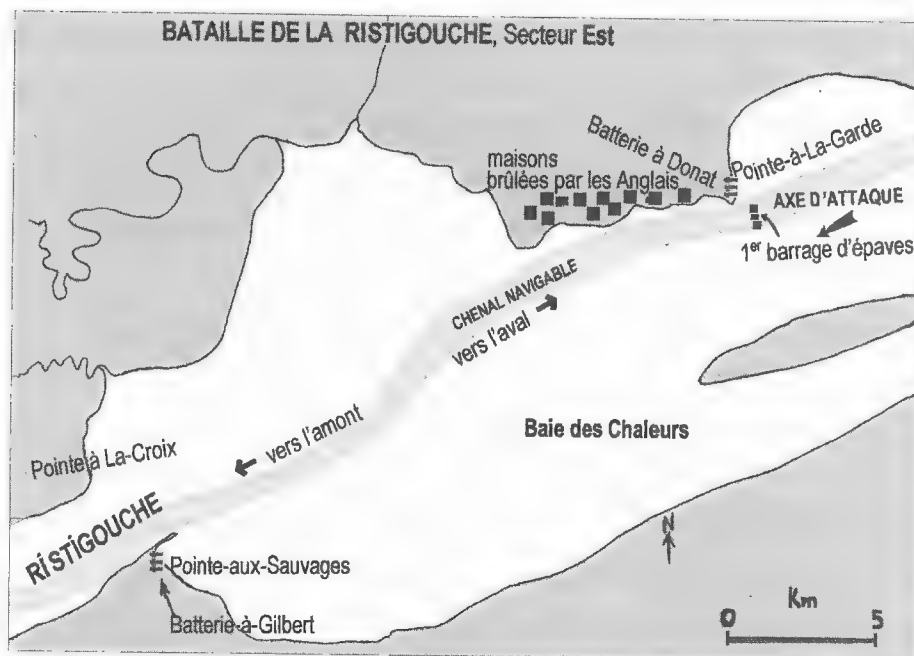 BATAILLE DE LA RISTIGOUCHE, Secteur Est
Batterie à Donat
Pointe-à-La-Garde
maisons
brûlées par les Anglais
AXE D'ATTAQUE
1er barrage d'épaves
CHENAL NAVIGABLE
vers l'aval
Baie des Chaleurs
vers l'amont
Pointe à La-Croix
RISTIGOUCHE
N
Pointe-aux-Sauvages
Batterie-à-Gilbert
Km
0 5